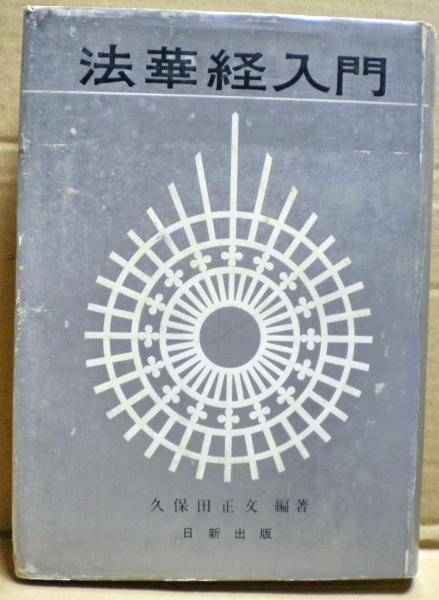 法華経入門
久保田正文 編著
日新出版